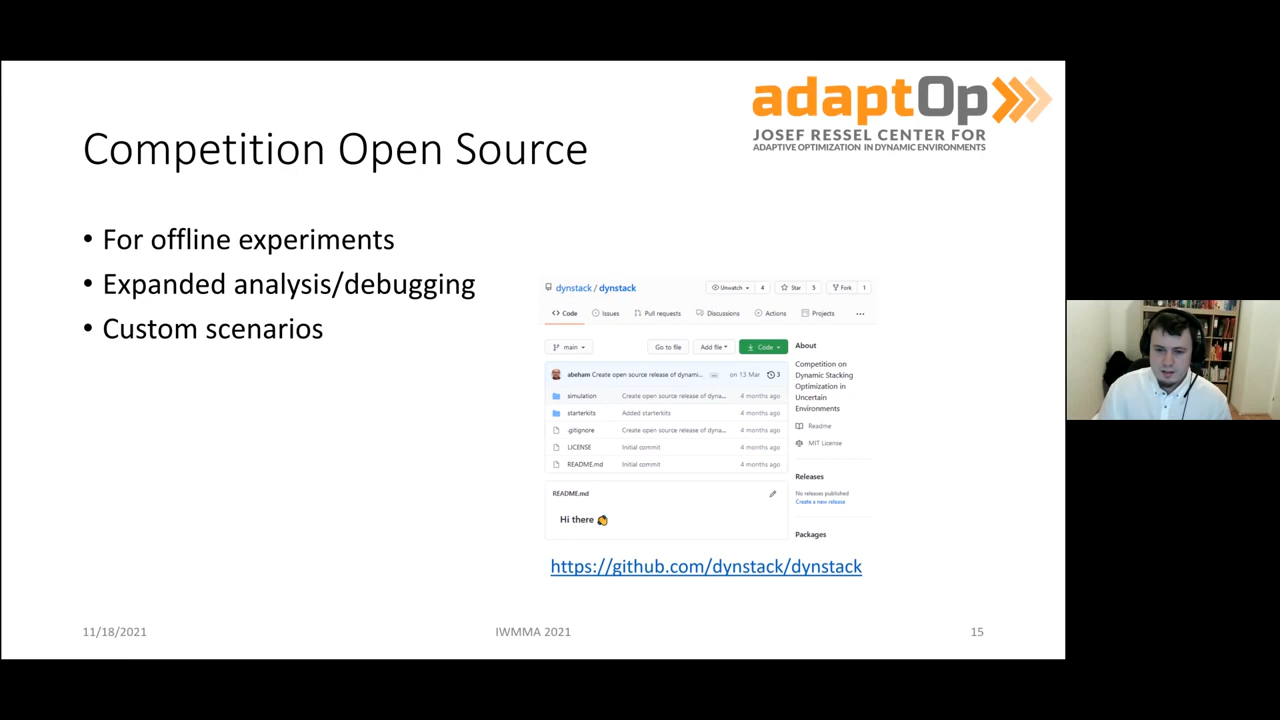 adaptOp
JOSEF RESSEL CENTER FOR
ADAPTIVE OPTIMIZATION IN DYNAMIC ENVIRONMENTS
Competition Open Source
• For offline experiments
• Expanded analysis/debugging
• Custom scenarios
dynstack / dynstack
Unwatch 4 Star 5 Fork 1
Code Issues Pull requests Discussions Actions Projects ...
main Go to file Add file Code
abeham Create open source release of dynami... ... on 13 Mar 3
simulation Create open source release of dyna... 4 months ago
starterkits Added starterkits 4 months ago
.gitignore Create open source release of dyna... 4 months ago
LICENSE Initial commit 4 months ago
README.md Initial commit 4 months ago
README.md
Hi there 👋
About
Competition on
Dynamic Stacking
Optimization in
Uncertain
Environments
Readme
MIT License
Releases
No releases published
Create a new release
Packages
https://github.com/dynstack/dynstack
11/18/2021 IWMMA 2021 15